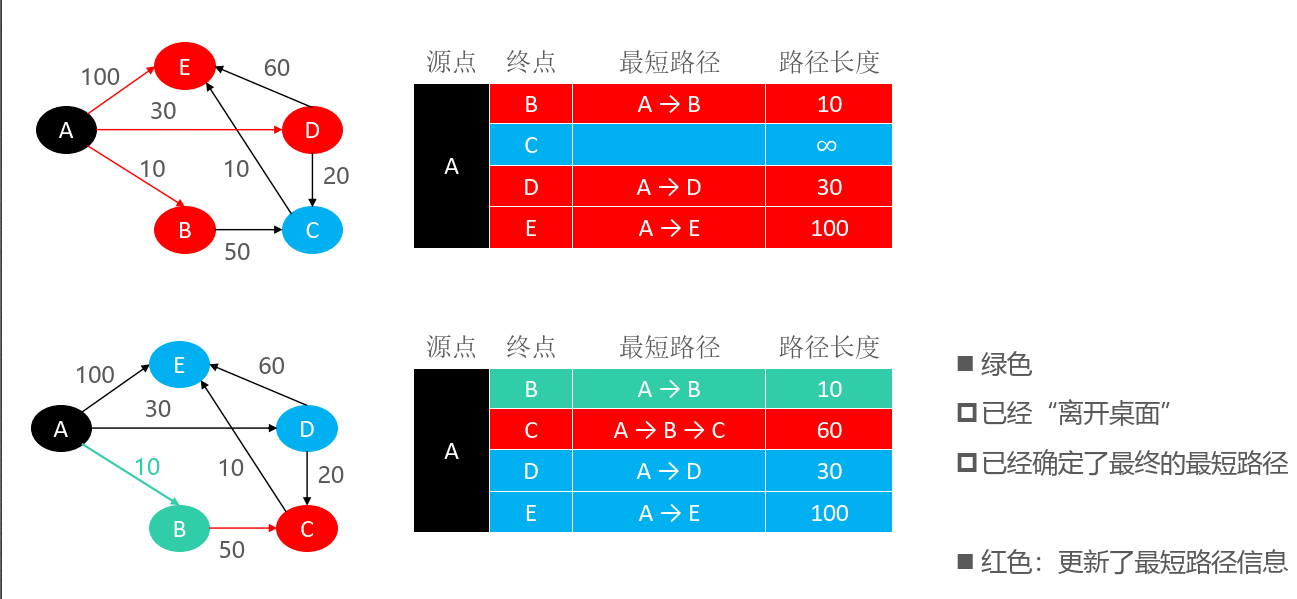 E
100
60
30
A
D
10
10
20
B
C
50
源点 终点 最短路径 路径长度
A
B A → B 10
C ∞
D A → D 30
E A → E 100
E
100
60
30
A
D
10
10
20
B
C
50
源点 终点 最短路径 路径长度
A
B A → B 10
C A → B → C 60
D A → D 30
E A → E 100
绿色
已经“离开桌面”
已经确定了最终的最短路径
红色：更新了最短路径信息